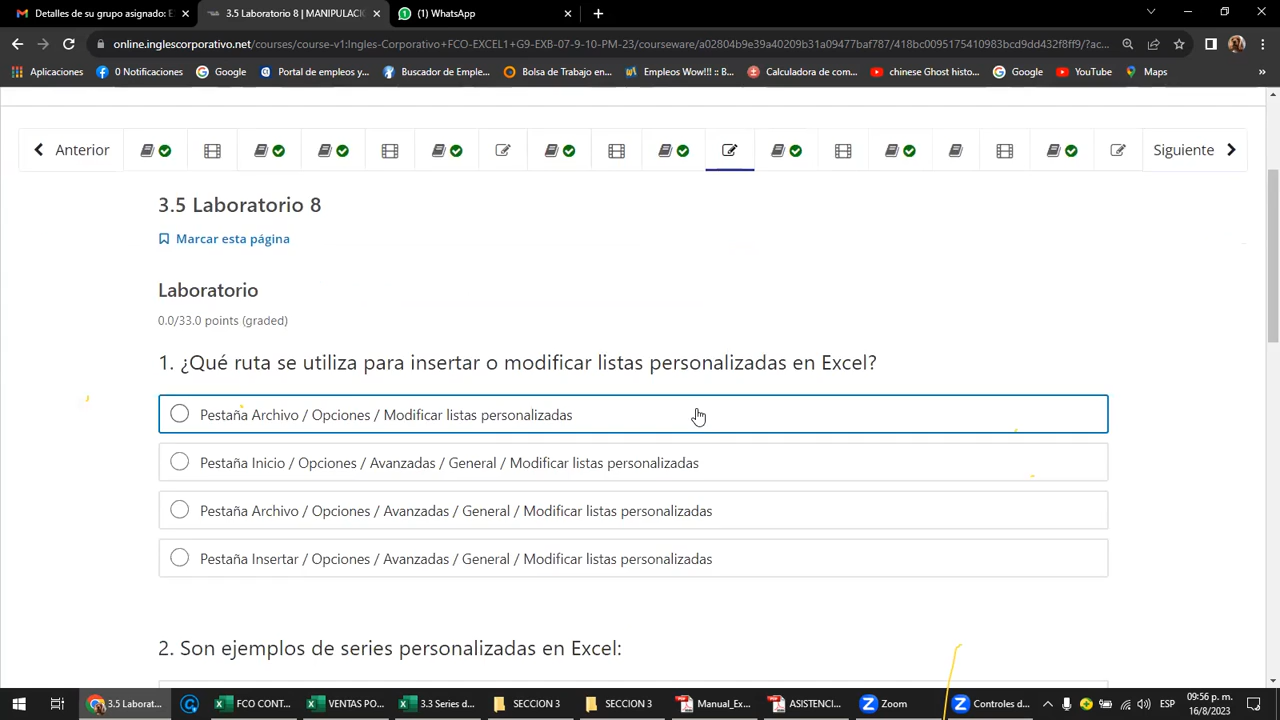 Detalles de su grupo asignado: E
3.5 Laboratorio 8 | MANIPULACI
(1) WhatsApp
online.inglescorporativo.net/courses/course-v1:Ingles-Corporativo+FCO-EXCEL1+G9-EXB-07-9-10-PM-23/courseware/a02804b9e39a40209b31a09477baf787/418bc0095175410983bcd9dd432f8ff9/?ac...
Aplicaciones
0 Notificaciones
Google
Portal de empleos y...
Buscador de Emple...
Bolsa de Trabajo en...
Empleos Wow!!! :: B...
Calculadora de com...
chinese Ghost histo...
Google
YouTube
Maps
»
Anterior
Siguiente
3.5 Laboratorio 8
Marcar esta página
Laboratorio
0.0/33.0 points (graded)
1. ¿Qué ruta se utiliza para insertar o modificar listas personalizadas en Excel?
Pestaña Archivo / Opciones / Modificar listas personalizadas
Pestaña Inicio / Opciones / Avanzadas / General / Modificar listas personalizadas
Pestaña Archivo / Opciones / Avanzadas / General / Modificar listas personalizadas
Pestaña Insertar / Opciones / Avanzadas / General / Modificar listas personalizadas
2. Son ejemplos de series personalizadas en Excel:
3.5 Laborat...
FCO CONT...
VENTAS PO...
3.3 Series d...
SECCION 3
SECCION 3
Manual_Ex...
ASISTENCI...
Zoom
Controles d...
ESP
09:56 p. m.
16/8/2023